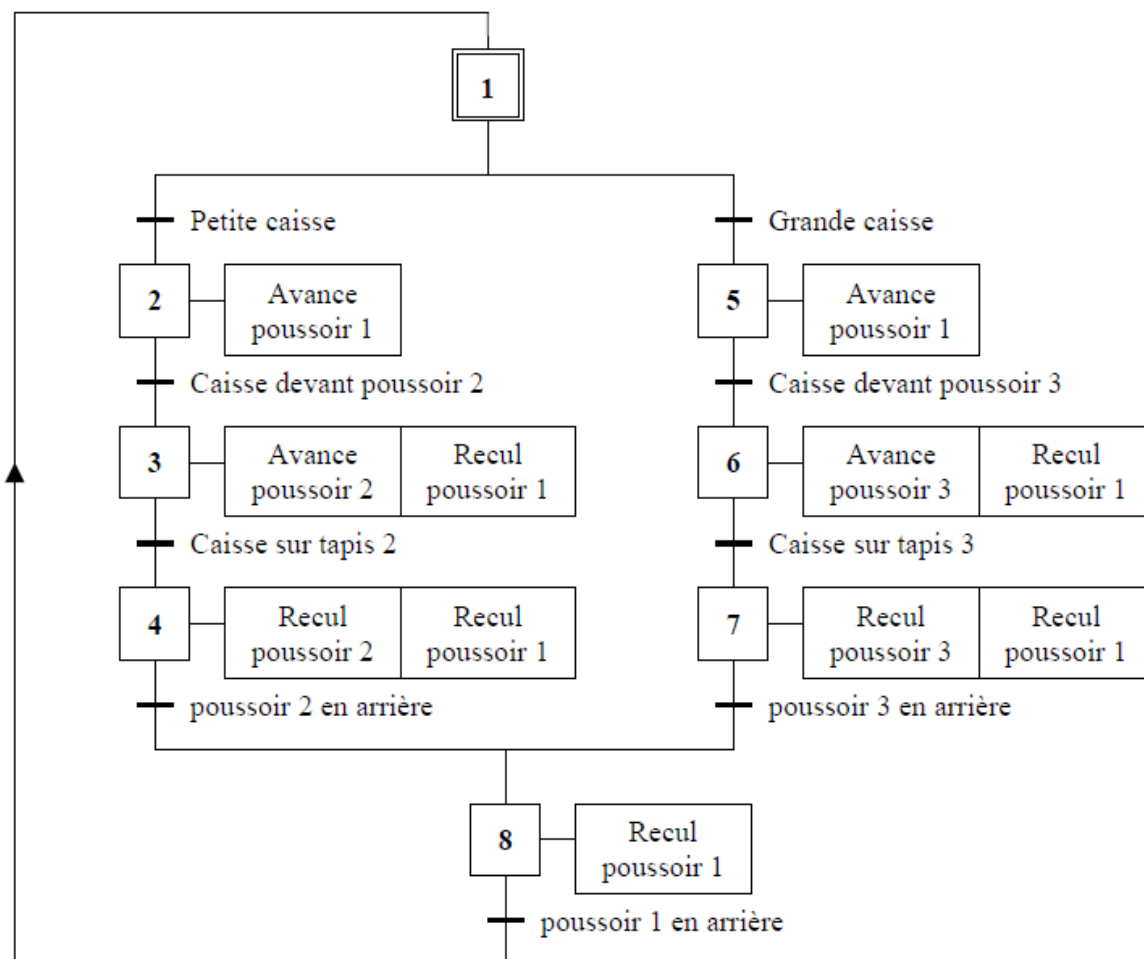 1
Petite caisse
Grande caisse
2
Avance
poussoir 1
5
Avance
poussoir 1
Caisse devant poussoir 2
Caisse devant poussoir 3
3
Avance
poussoir 2
Recul
poussoir 1
6
Avance
poussoir 3
Recul
poussoir 1
Caisse sur tapis 2
Caisse sur tapis 3
4
Recul
poussoir 2
Recul
poussoir 1
7
Recul
poussoir 3
Recul
poussoir 1
poussoir 2 en arrière
poussoir 3 en arrière
8
Recul
poussoir 1
poussoir 1 en arrière